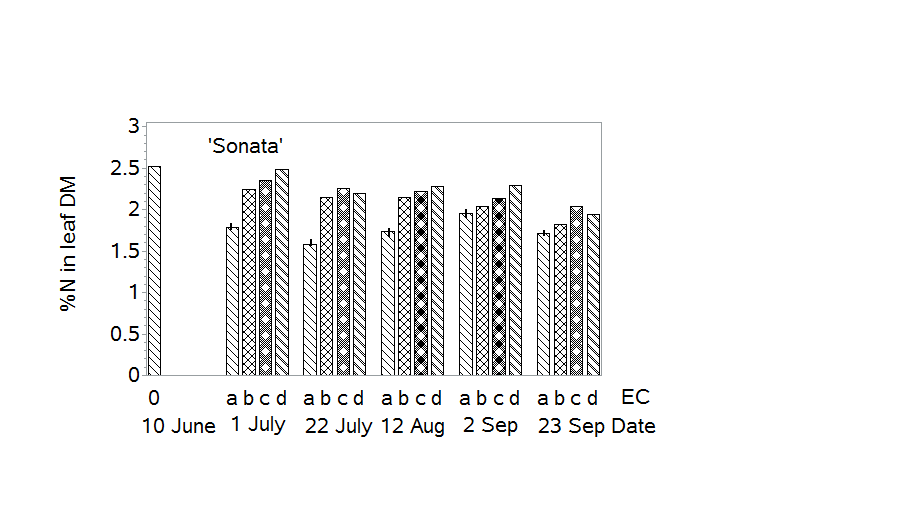 'Sonata'
%N in leaf DM
3
2.5
2
1.5
1
0.5
0
0 a b c d a b c d a b c d a b c d a b c d EC
10 June 1 July 22 July 12 Aug 2 Sep 23 Sep Date